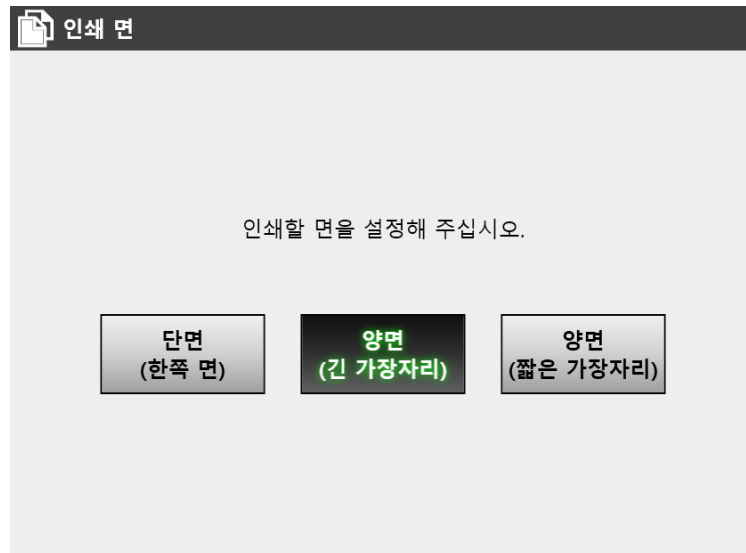 인쇄 면
인쇄할 면을 설정해 주십시오.
단면
(한쪽 면)
양면
(긴 가장자리)
양면
(짧은 가장자리)